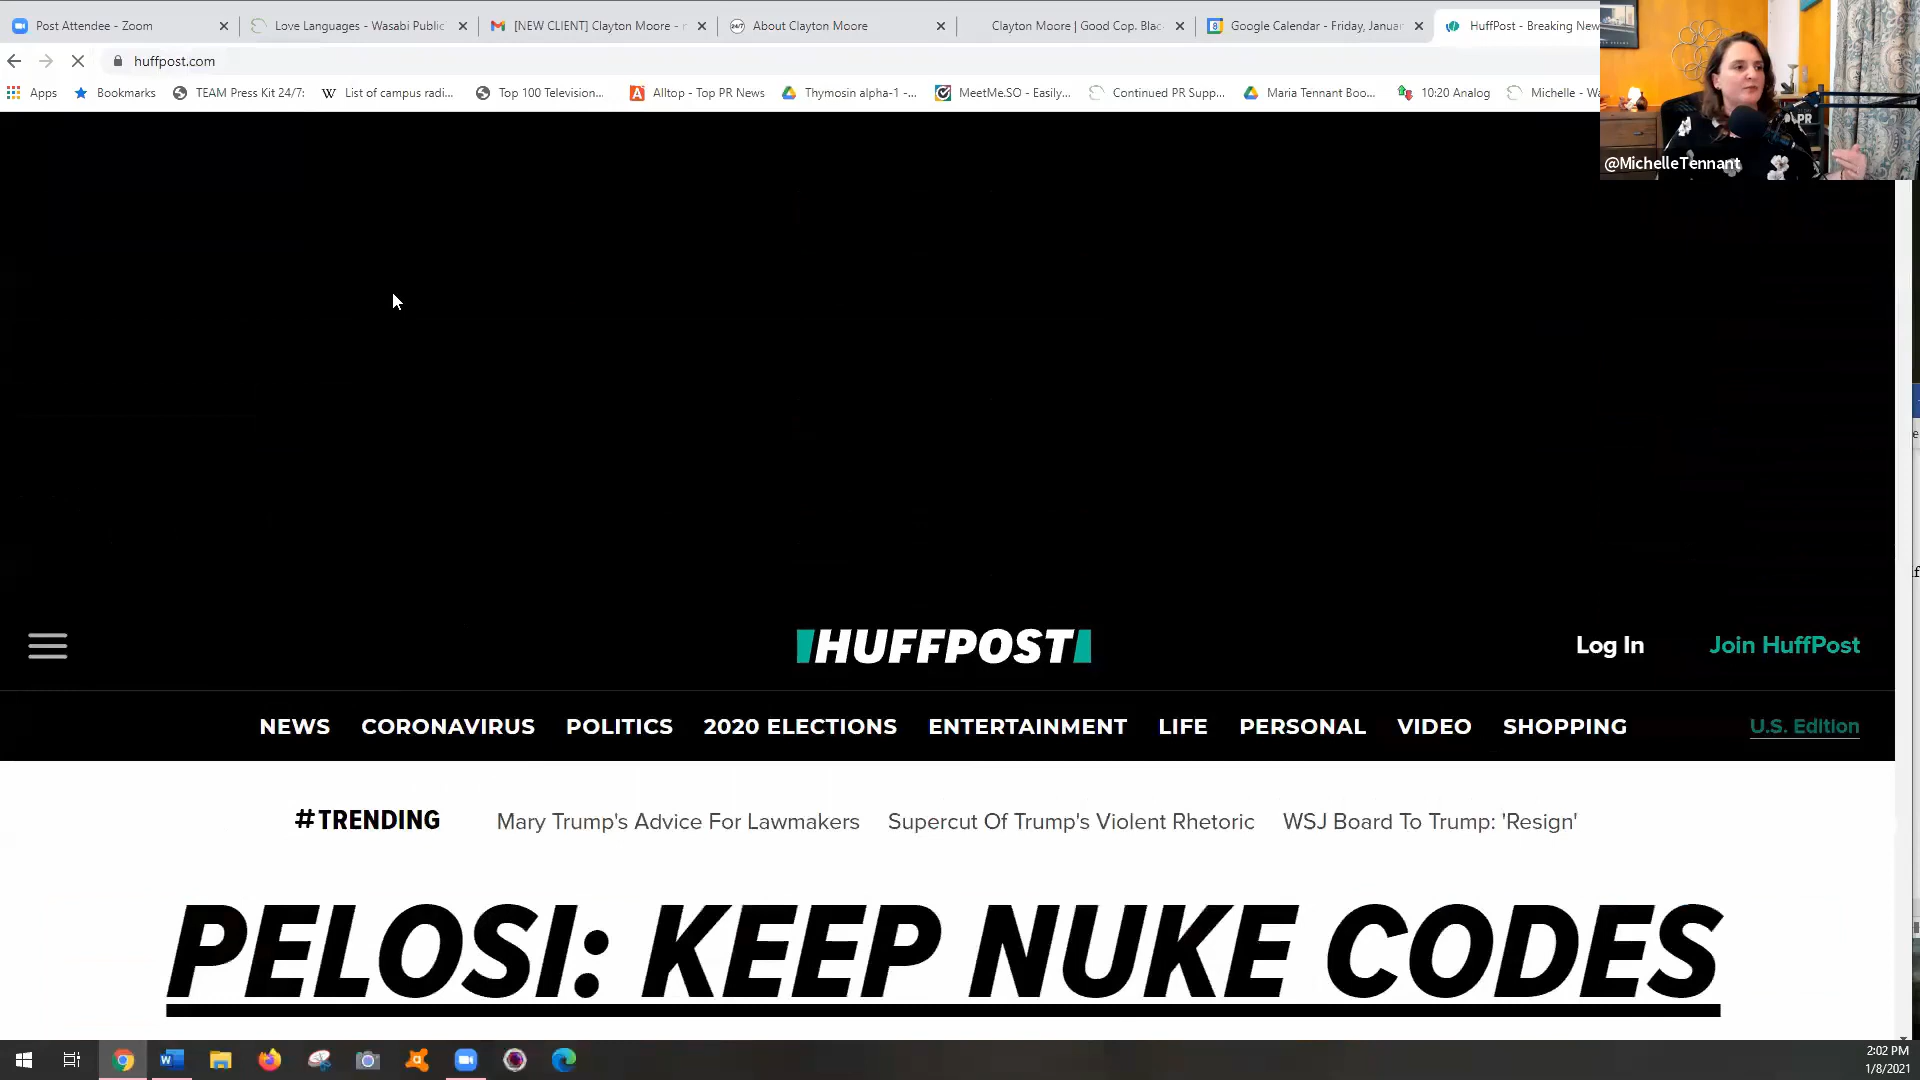 Post Attendee - Zoom
Love Languages - Wasabi Public
[NEW CLIENT] Clayton Moore -
About Clayton Moore
Clayton Moore | Good Cop. Blac
Google Calendar - Friday, Januar
HuffPost - Breaking New
huffpost.com
Apps
Bookmarks
TEAM Press Kit 24/7:
List of campus radi...
Top 100 Television...
Alltop - Top PR News
Thymosin alpha-1 -...
MeetMe.SO - Easily...
Continued PR Supp...
Maria Tennant Boo...
10:20 Analog
Michelle - Wa
PR
@MichelleTennant
HUFFPOST
Log In
Join HuffPost
NEWS
CORONAVIRUS
POLITICS
2020 ELECTIONS
ENTERTAINMENT
LIFE
PERSONAL
VIDEO
SHOPPING
U.S. Edition
#TRENDING
Mary Trump's Advice For Lawmakers
Supercut Of Trump's Violent Rhetoric
WSJ Board To Trump: 'Resign'
PELOSI: KEEP NUKE CODES
2:02 PM
1/8/2021